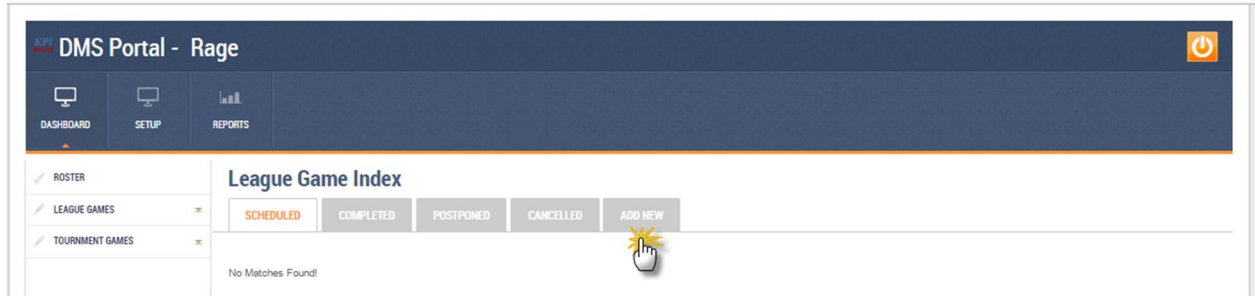 KPI
DMS Portal - Rage
DASHBOARD SETUP REPORTS
ROSTER
LEAGUE GAMES
TOURNMENT GAMES
League Game Index
SCHEDULED COMPLETED POSTPONED CANCELLED ADD NEW
No Matches Found!